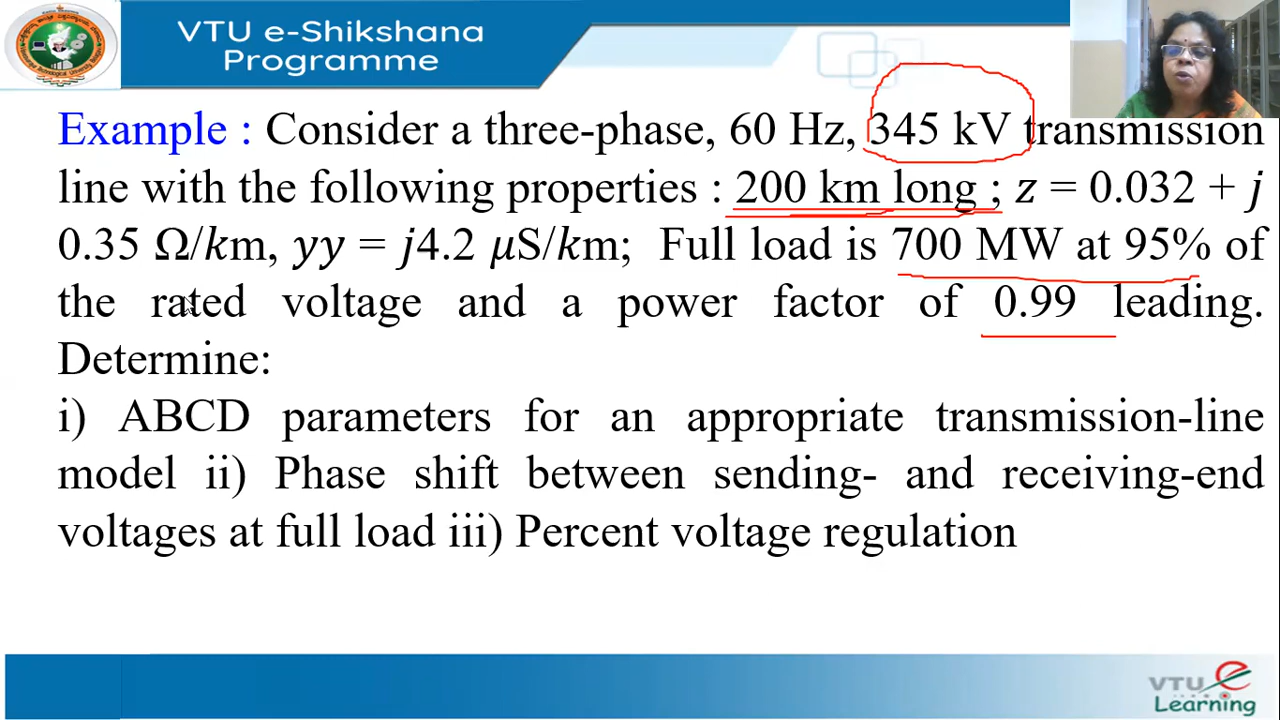 VTU e-Shikshana
Programme
Example : Consider a three-phase, 60 Hz, 345 kV transmission
line with the following properties : 200 km long ; z = 0.032 + j
0.35 Ω/km, yy = j4.2 μS/km; Full load is 700 MW at 95% of
the rated voltage and a power factor of 0.99 leading.
Determine:
i) ABCD parameters for an appropriate transmission-line
model ii) Phase shift between sending- and receiving-end
voltages at full load iii) Percent voltage regulation
VTU e
Learning